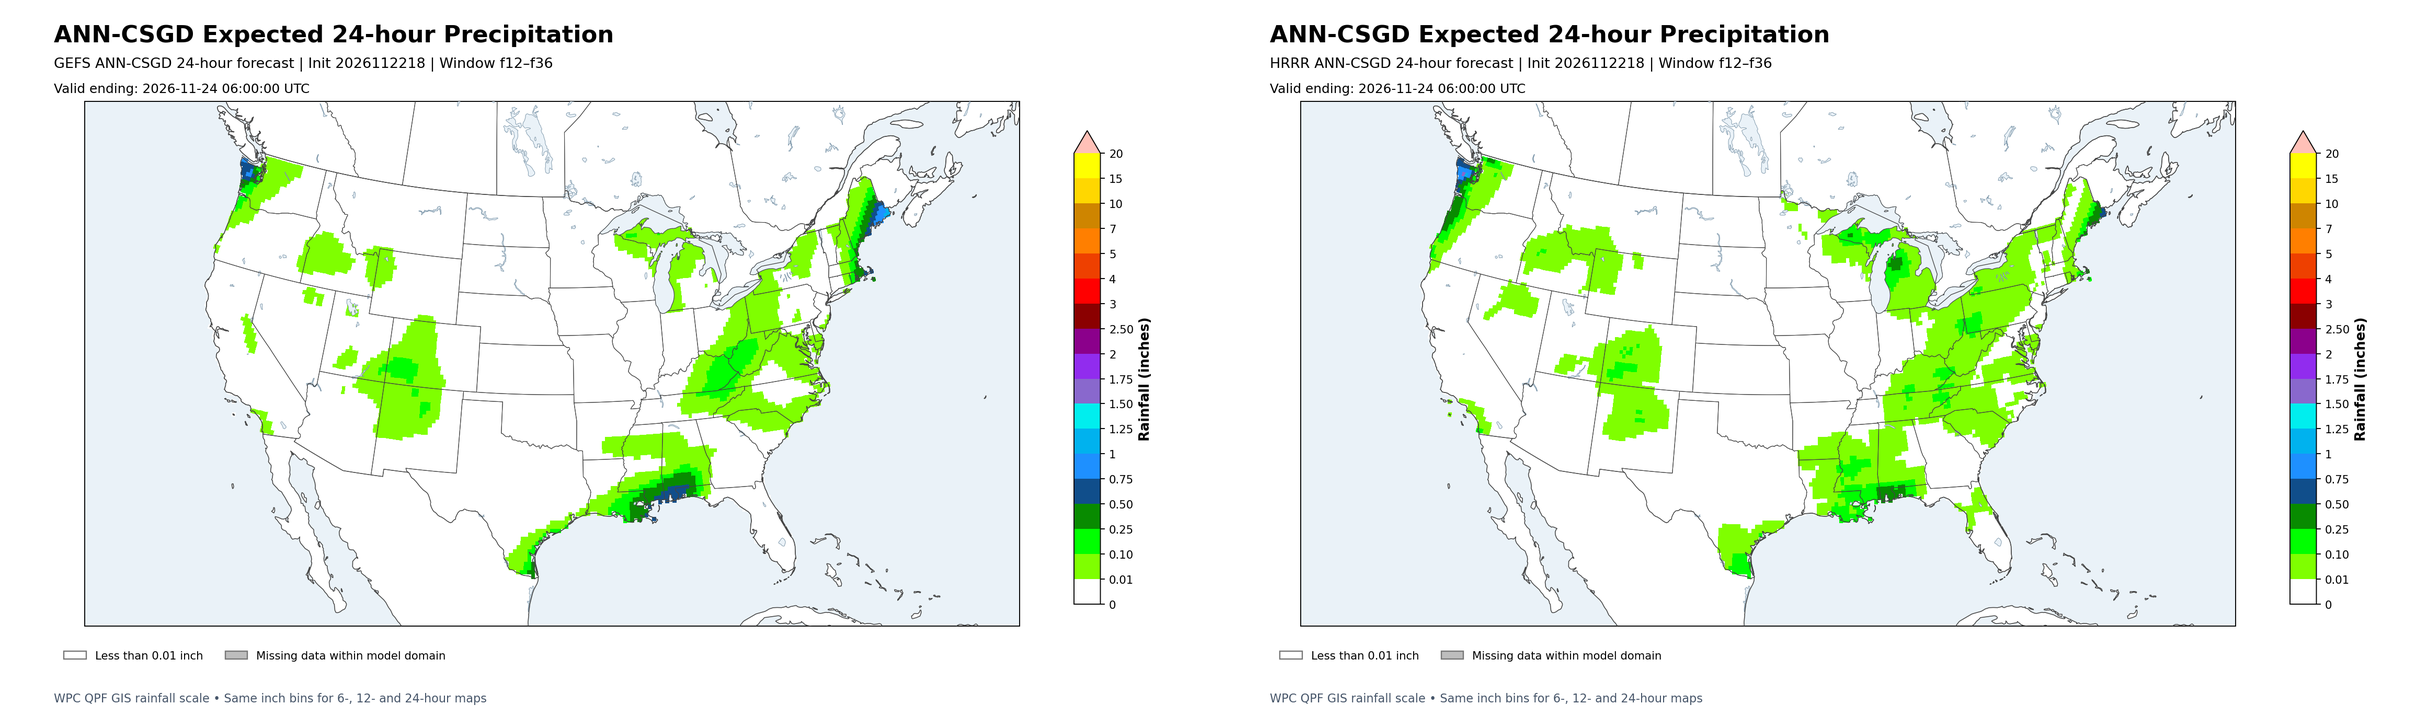 ANN-CSGD Expected 24-hour Precipitation
GEFS ANN-CSGD 24-hour forecast | Init 2026112218 | Window f12–f36
Valid ending: 2026-11-24 06:00:00 UTC
20
15
10
7
5
4
3
2.50
2
1.75
1.50
1.25
1
0.75
0.50
0.25
0.10
0.01
0
Rainfall (inches)
Less than 0.01 inch
Missing data within model domain
WPC QPF GIS rainfall scale • Same inch bins for 6-, 12- and 24-hour maps
ANN-CSGD Expected 24-hour Precipitation
HRRR ANN-CSGD 24-hour forecast | Init 2026112218 | Window f12–f36
Valid ending: 2026-11-24 06:00:00 UTC
20
15
10
7
5
4
3
2.50
2
1.75
1.50
1.25
1
0.75
0.50
0.25
0.10
0.01
0
Rainfall (inches)
Less than 0.01 inch
Missing data within model domain
WPC QPF GIS rainfall scale • Same inch bins for 6-, 12- and 24-hour maps